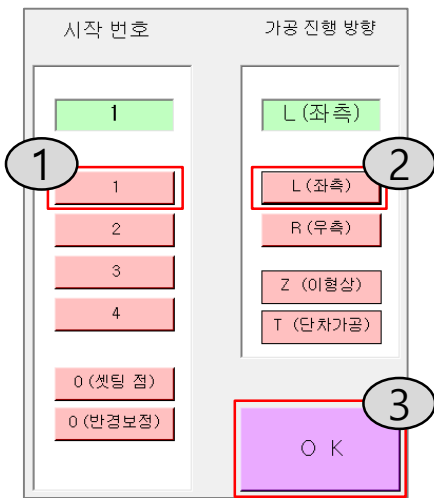 시작 번호
가공 진행 방향
1
L (좌측)
1
2
1
L (좌측)
2
R (우측)
3
Z (이형상)
4
T (단차가공)
0 (셋팅 점)
0 (반경보정)
3
O K